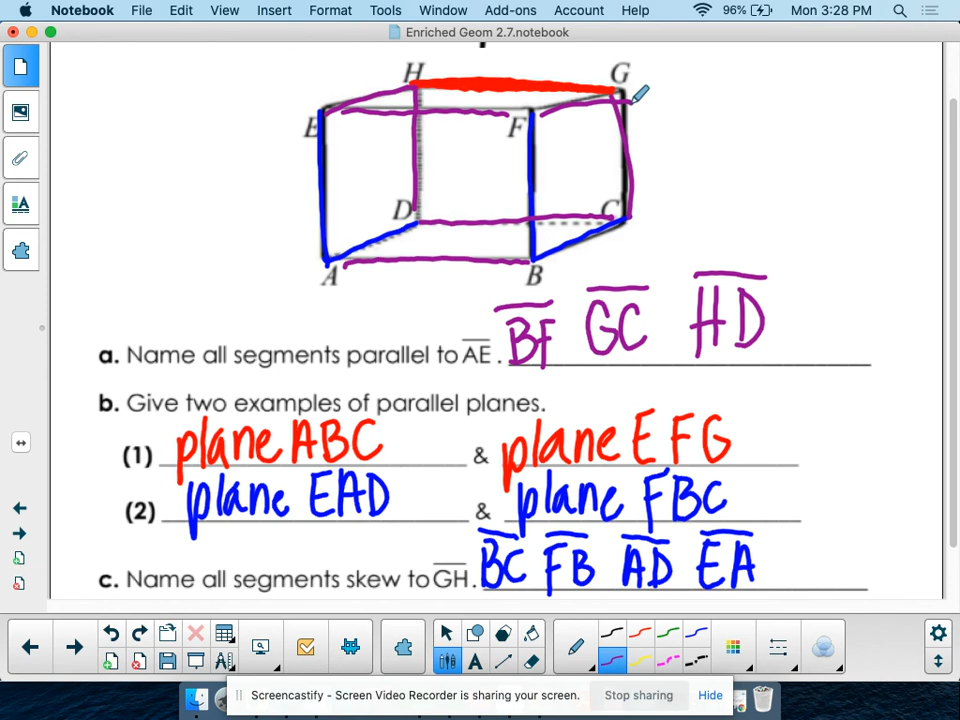 Notebook File Edit View Insert Format Tools Window Add-ons Account Help 96% Mon 3:28 PM
Enriched Geom 2.7.notebook
H G
E F
D C
A B
BF GC HD
a. Name all segments parallel to AE.
b. Give two examples of parallel planes.
(1) plane ABC & plane EFG
(2) plane EAD & plane FBC
c. Name all segments skew to GH. BC FB AD EA
Screencastify - Screen Video Recorder is sharing your screen. Stop sharing Hide